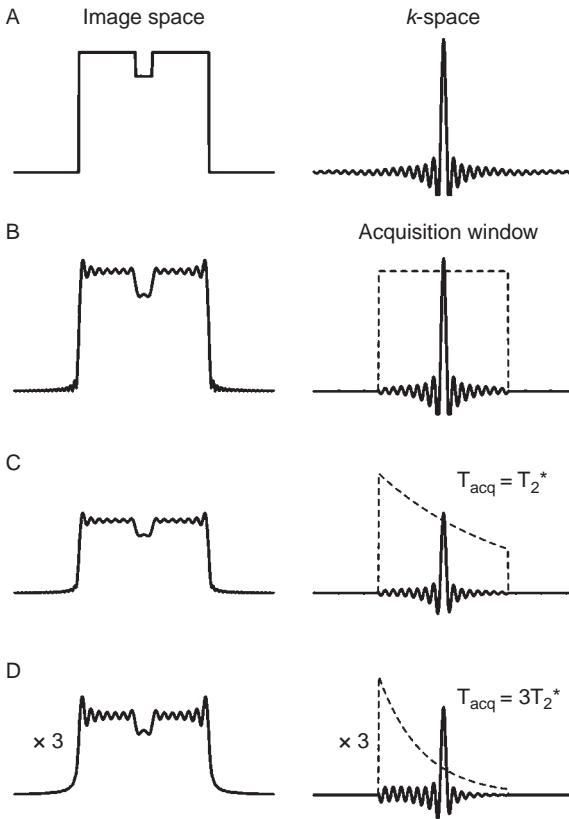 A Image space k-space
B Acquisition window
C T_acq = T_2^*
D T_acq = 3T_2^*
× 3 × 3